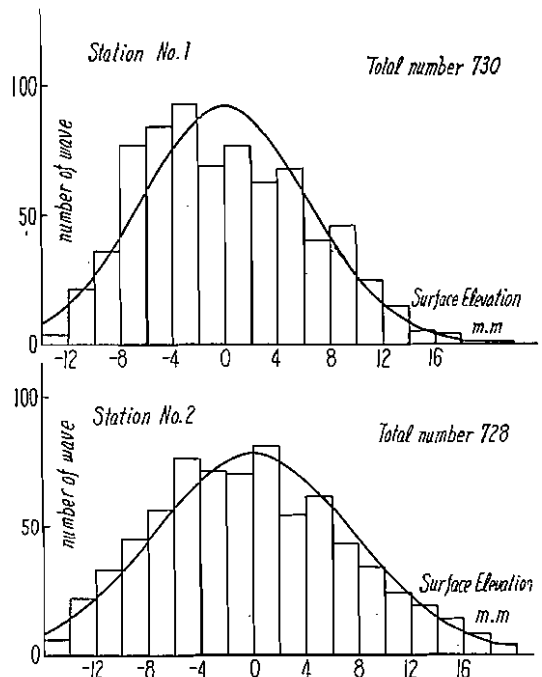 Station No.1
Total number 730
100
number of wave
50
Surface Elevation
m.m
0
-12 -8 -4 0 4 8 12 16
Station No.2
Total number 728
100
number of wave
50
Surface Elevation
m.m
0
-12 -8 -4 0 4 8 12 16